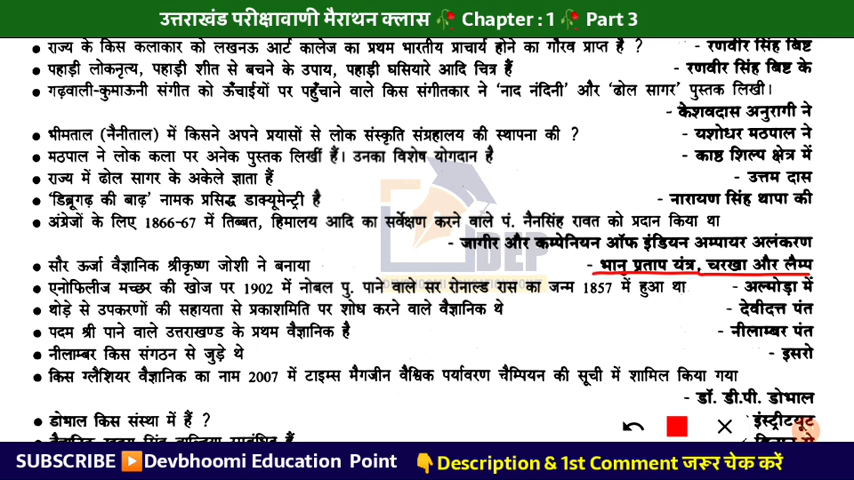 उत्तराखंड परीक्षावाणी मैराथन क्लास 🥀 Chapter : 1 🥀 Part 3
• राज्य के किस कलाकार को लखनऊ आर्ट कालेज का प्रथम भारतीय प्राचार्य होने का गौरव प्राप्त है ? - रणवीर सिंह बिष्ट
• पहाड़ी लोकनृत्य, पहाड़ी शीत से बचने के उपाय, पहाड़ी घसियारे आदि चित्र हैं - रणवीर सिंह बिष्ट के
• गढ़वाली-कुमाऊनी संगीत को ऊँचाईयों पर पहुँचाने वाले किस संगीतकार ने 'नाद नंदिनी' और 'ढोल सागर' पुस्तक लिखी।
- केशवदास अनुरागी ने
• भीमताल (नैनीताल) में किसने अपने प्रयासों से लोक संस्कृति संग्रहालय की स्थापना की ? - यशोधर मठपाल ने
• मठपाल ने लोक कला पर अनेक पुस्तक लिखीं हैं। उनका विशेष योगदान है - काष्ठ शिल्प क्षेत्र में
• राज्य में ढोल सागर के अकेले ज्ञाता हैं - उत्तम दास
• 'डिब्रूगढ़ की बाढ़' नामक प्रसिद्ध डाक्यूमेन्ट्री है - नारायण सिंह थापा की
• अंग्रेजों के लिए 1866-67 में तिब्बत, हिमालय आदि का सर्वेक्षण करने वाले पं. नैनसिंह रावत को प्रदान किया था
- जागीर और कम्पेनियन ऑफ इंडियन अम्पायर अलंकरण
DEP
• सौर ऊर्जा वैज्ञानिक श्रीकृष्ण जोशी ने बनाया - भानु प्रताप यंत्र, चरखा और लैम्प
• एनोफिलीज मच्छर की खोज पर 1902 में नोबल पु. पाने वाले सर रोनाल्ड रास का जन्म 1857 में हुआ था - अल्मोड़ा में
• थोड़े से उपकरणों की सहायता से प्रकाशमिति पर शोध करने वाले वैज्ञानिक थे - देवीदत्त पंत
• पदम श्री पाने वाले उत्तराखण्ड के प्रथम वैज्ञानिक है - नीलाम्बर पंत
• नीलाम्बर किस संगठन से जुड़े थे - इसरो
• किस ग्लैशियर वैज्ञानिक का नाम 2007 में टाइम्स मैगजीन वैश्विक पर्यावरण चैम्पियन की सूची में शामिल किया गया
- डॉ. डी.पी. डोभाल
• डोभाल किस संस्था में हैं ? इंस्टीट्यूट
SUBSCRIBE ▶️Devbhoomi Education Point 👇Description & 1st Comment जरूर चेक करें